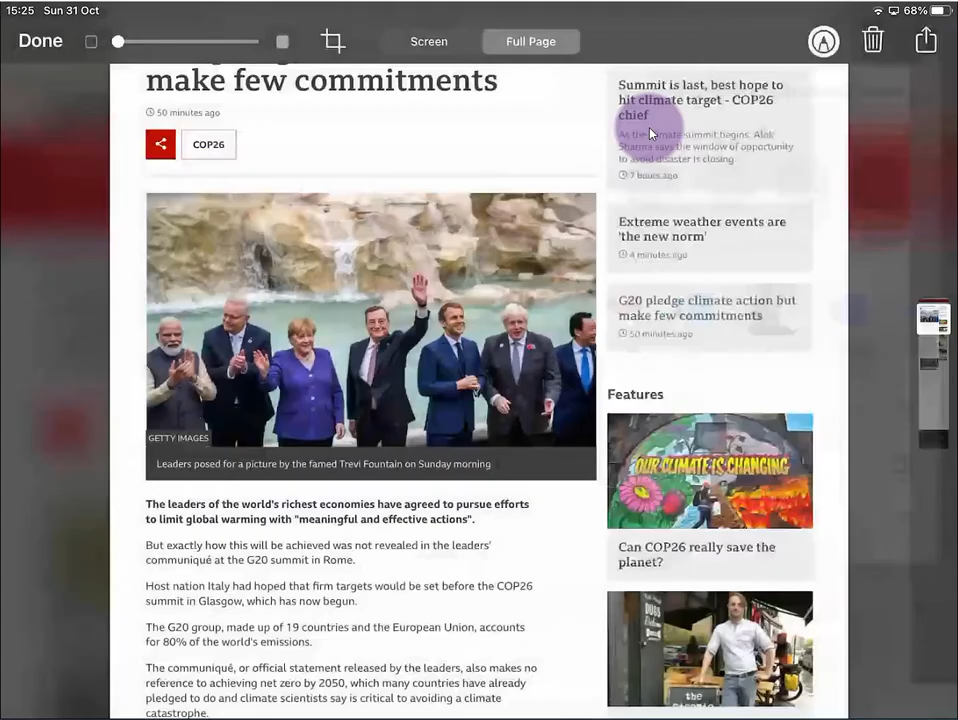 15:25 Sun 31 Oct
68%
Done
Screen
Full Page
make few commitments
50 minutes ago
COP26
GETTY IMAGES
Leaders posed for a picture by the famed Trevi Fountain on Sunday morning
The leaders of the world's richest economies have agreed to pursue efforts
to limit global warming with "meaningful and effective actions".
But exactly how this will be achieved was not revealed in the leaders'
communiqué at the G20 summit in Rome.
Host nation Italy had hoped that firm targets would be set before the COP26
summit in Glasgow, which has now begun.
The G20 group, made up of 19 countries and the European Union, accounts
for 80% of the world's emissions.
The communiqué, or official statement released by the leaders, also makes no
reference to achieving net zero by 2050, which many countries have already
pledged to do and climate scientists say is critical to avoiding a climate
catastrophe.
Summit is last, best hope to
hit climate target - COP26
chief
As the climate summit begins, Alok
Sharma says the window of opportunity
to avoid disaster is closing
7 hours ago
Extreme weather events are
'the new norm'
4 minutes ago
G20 pledge climate action but
make few commitments
50 minutes ago
Features
OUR CLIMATE IS CHANGING
Can COP26 really save the
planet?
the